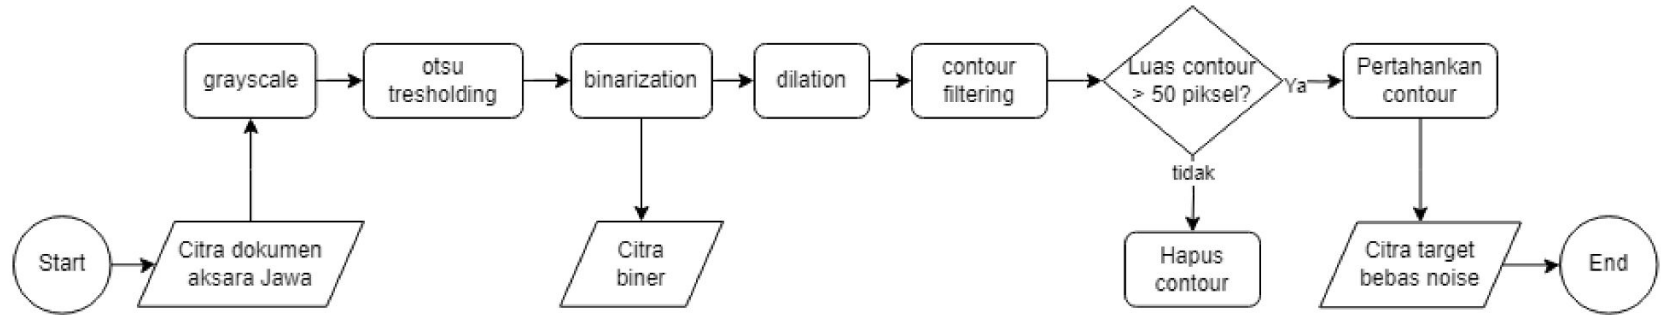 Start
Citra dokumen
aksara Jawa
grayscale
otsu
tresholding
binarization
Citra
biner
dilation
contour
filtering
Luas contour
> 50 piksel?
tidak
Hapus
contour
Ya
Pertahankan
contour
Citra target
bebas noise
End